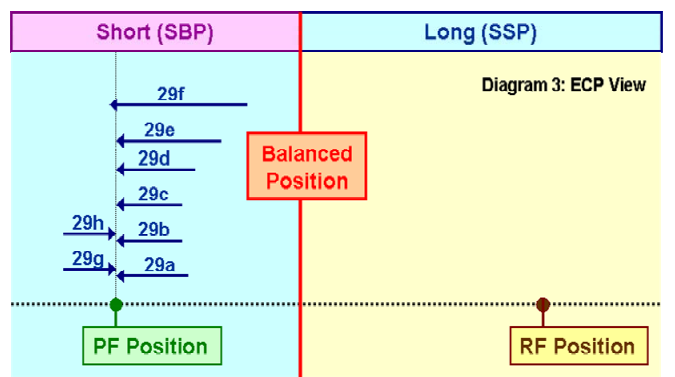 Short (SBP)
Long (SSP)
Diagram 3: ECP View
29f
29e
29d
29c
29h
29b
29g
29a
Balanced
Position
PF Position
RF Position